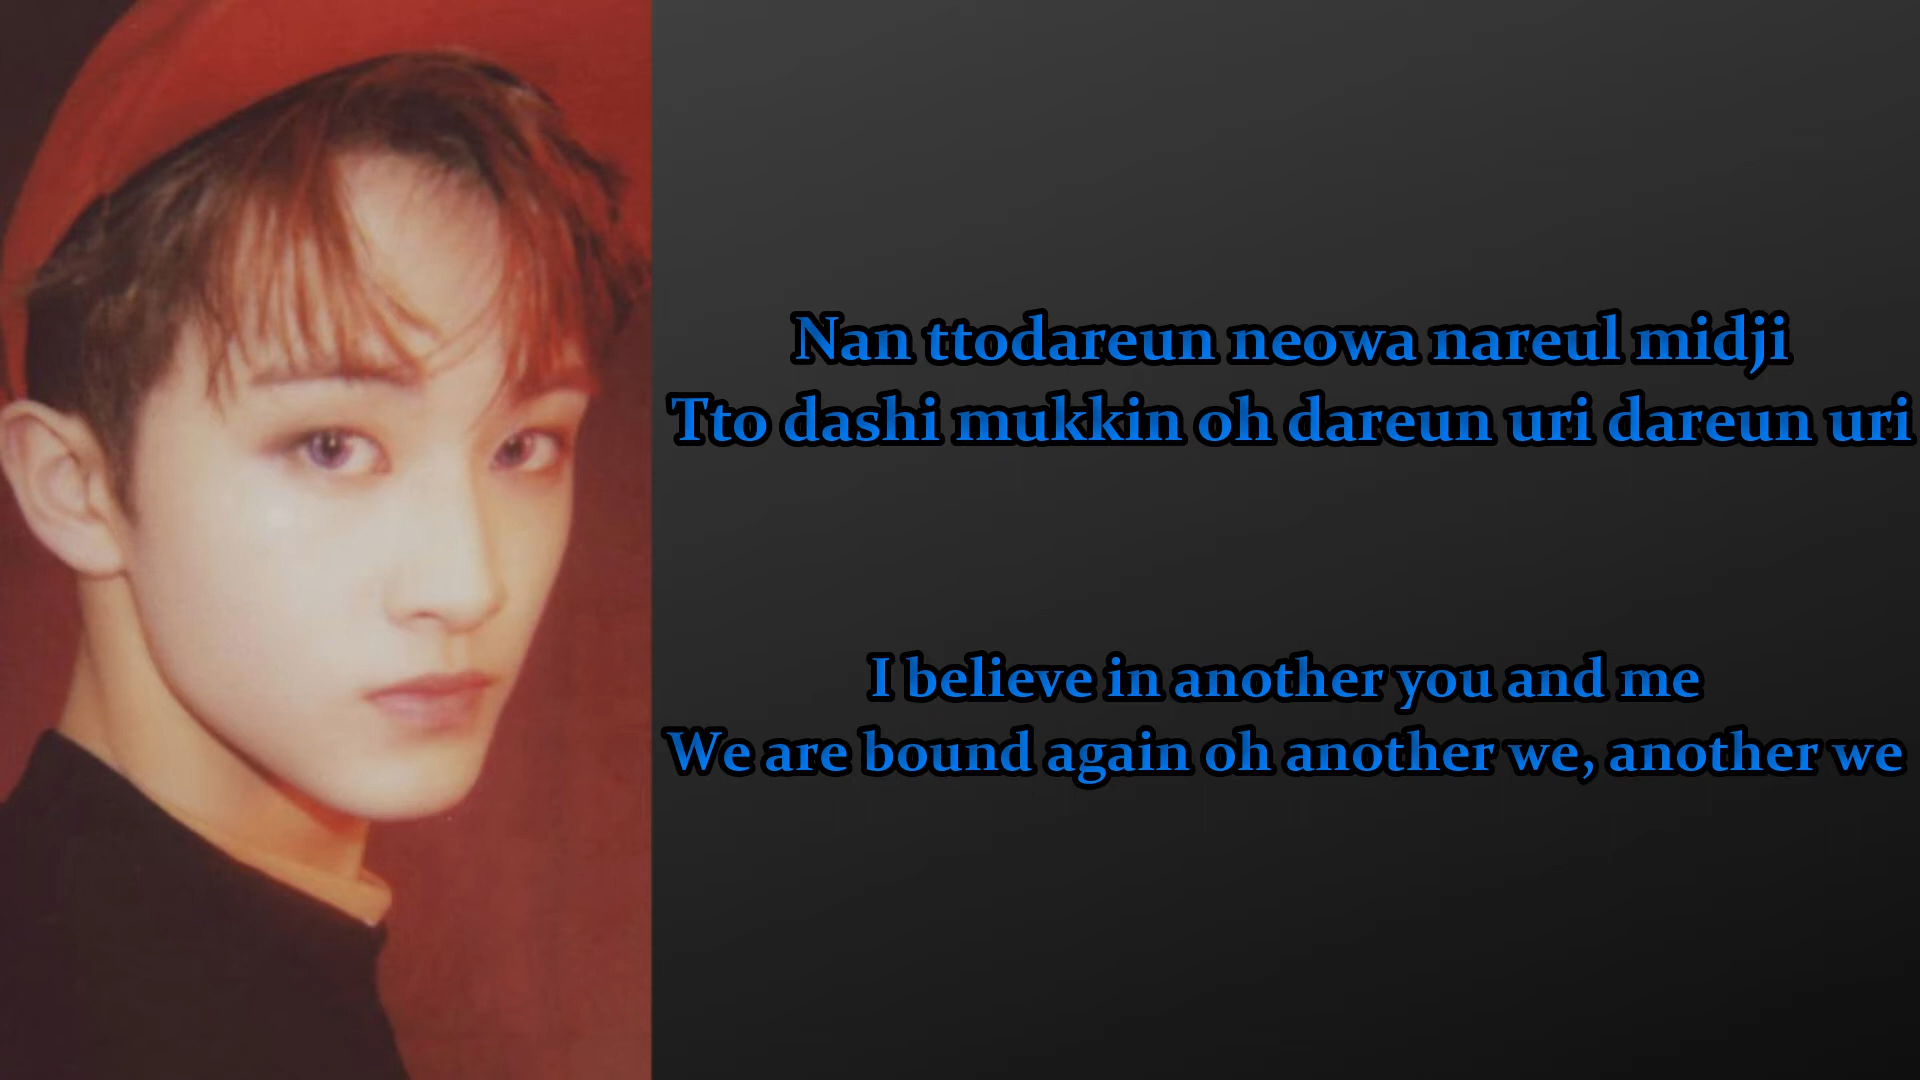 Nan ttodareun neowa nareul midji
Tto dashi mukkin oh dareun uri dareun uri
I believe in another you and me
We are bound again oh another we, another we